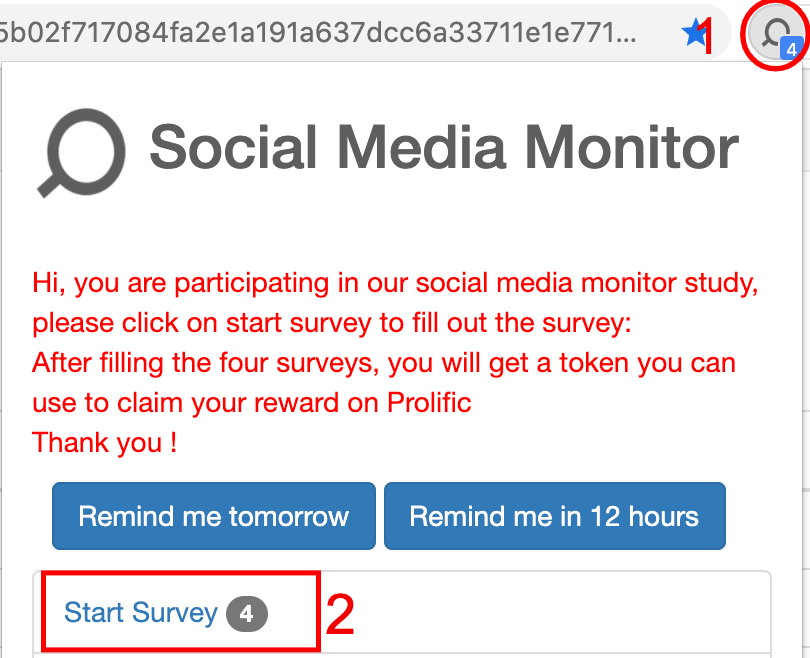 5b02f717084fa2e1a191a637dcc6a33711e1e771...
1
4
Social Media Monitor
Hi, you are participating in our social media monitor study,
please click on start survey to fill out the survey:
After filling the four surveys, you will get a token you can
use to claim your reward on Prolific
Thank you !
Remind me tomorrow Remind me in 12 hours
Start Survey 4 2